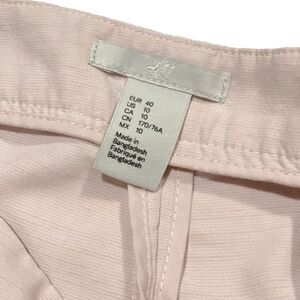 EUR 40
US 10
CA 10
CN 170/76A
MX 10
Made in
Bangladesh
Fabriqué en
Bangladesh